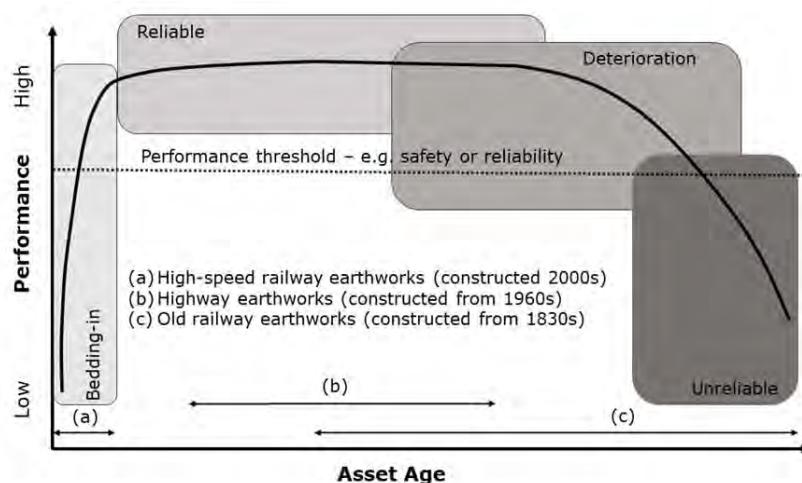 Reliable
Deterioration
High
Performance threshold – e.g. safety or reliability
Performance
(a) High-speed railway earthworks (constructed 2000s)
(b) Highway earthworks (constructed from 1960s)
(c) Old railway earthworks (constructed from 1830s)
Bedding-in
Low
Unreliable
(a)
(b)
(c)
Asset Age